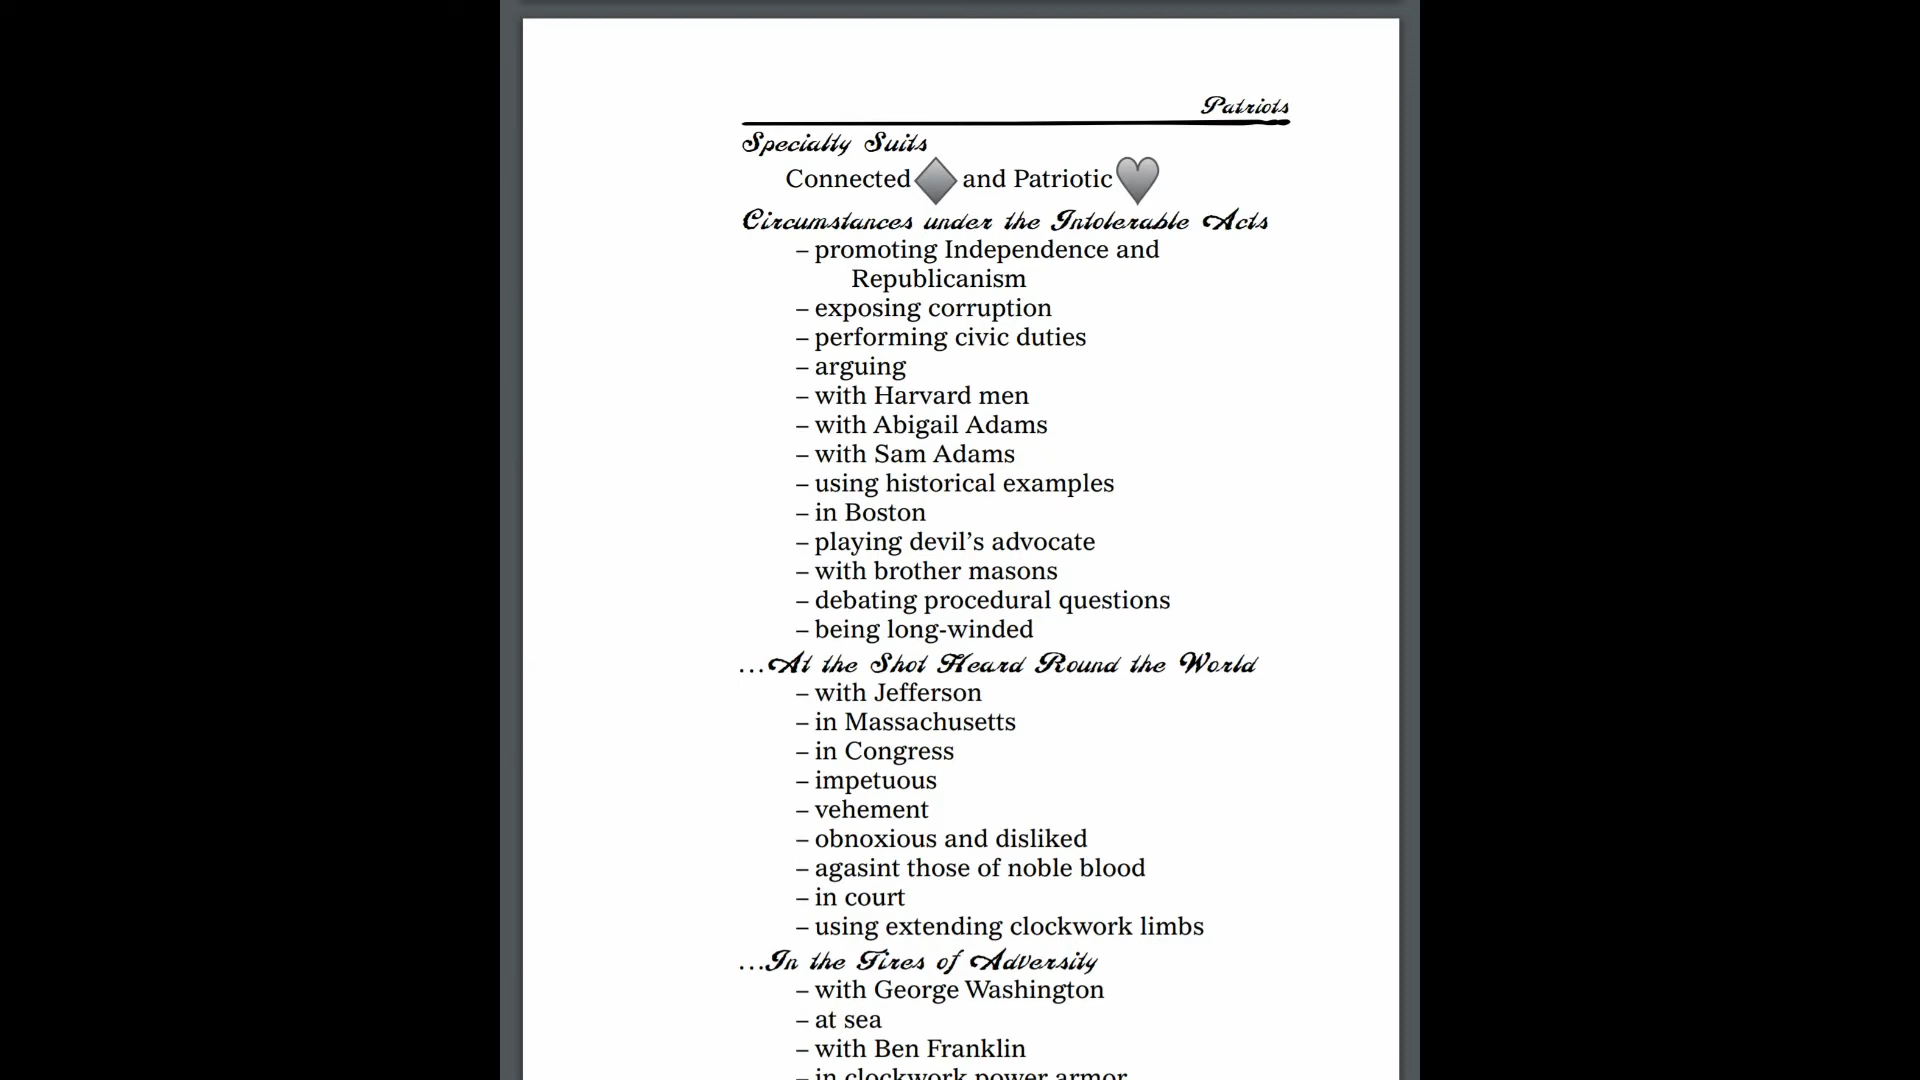 Patriots
Specialty Suits
Connected and Patriotic
Circumstances under the Intolerable Acts
– promoting Independence and
Republicanism
– exposing corruption
– performing civic duties
– arguing
– with Harvard men
– with Abigail Adams
– with Sam Adams
– using historical examples
– in Boston
– playing devil’s advocate
– with brother masons
– debating procedural questions
– being long-winded
…At the Shot Heard Round the World
– with Jefferson
– in Massachusetts
– in Congress
– impetuous
– vehement
– obnoxious and disliked
– agasint those of noble blood
– in court
– using extending clockwork limbs
…In the Fires of Adversity
– with George Washington
– at sea
– with Ben Franklin
– in clockwork power armor